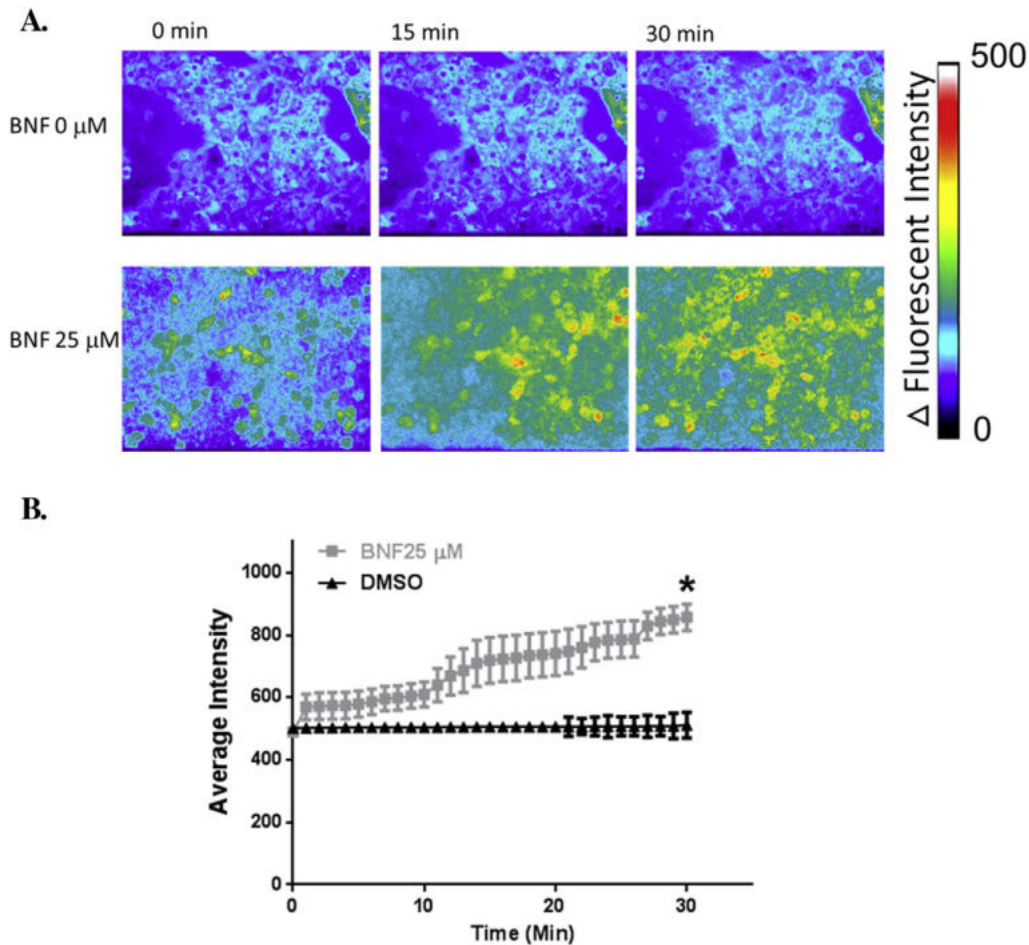 A.
0 min
15 min
30 min
BNF 0 μM
BNF 25 μM
500
Δ Fluorescent Intensity
0
B.
BNF25 μM
DMSO
*
1000
800
600
400
200
0
Average Intensity
0
10
20
30
Time (Min)